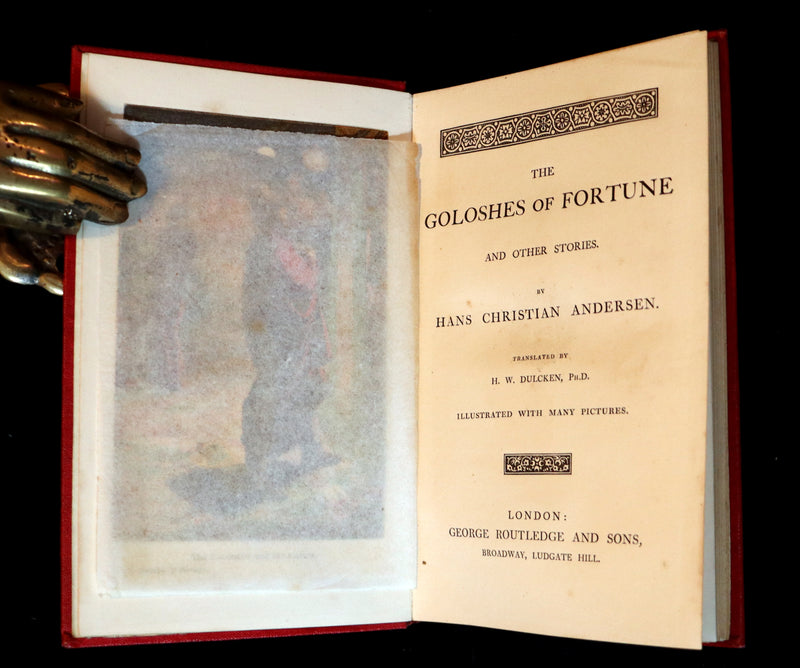 THE
GOLOSHES OF FORTUNE
AND OTHER STORIES.
BY
HANS CHRISTIAN ANDERSEN.
TRANSLATED BY
H. W. DULCKEN, PH.D.
ILLUSTRATED WITH MANY PICTURES.
LONDON:
GEORGE ROUTLEDGE AND SONS,
BROADWAY, LUDGATE HILL.